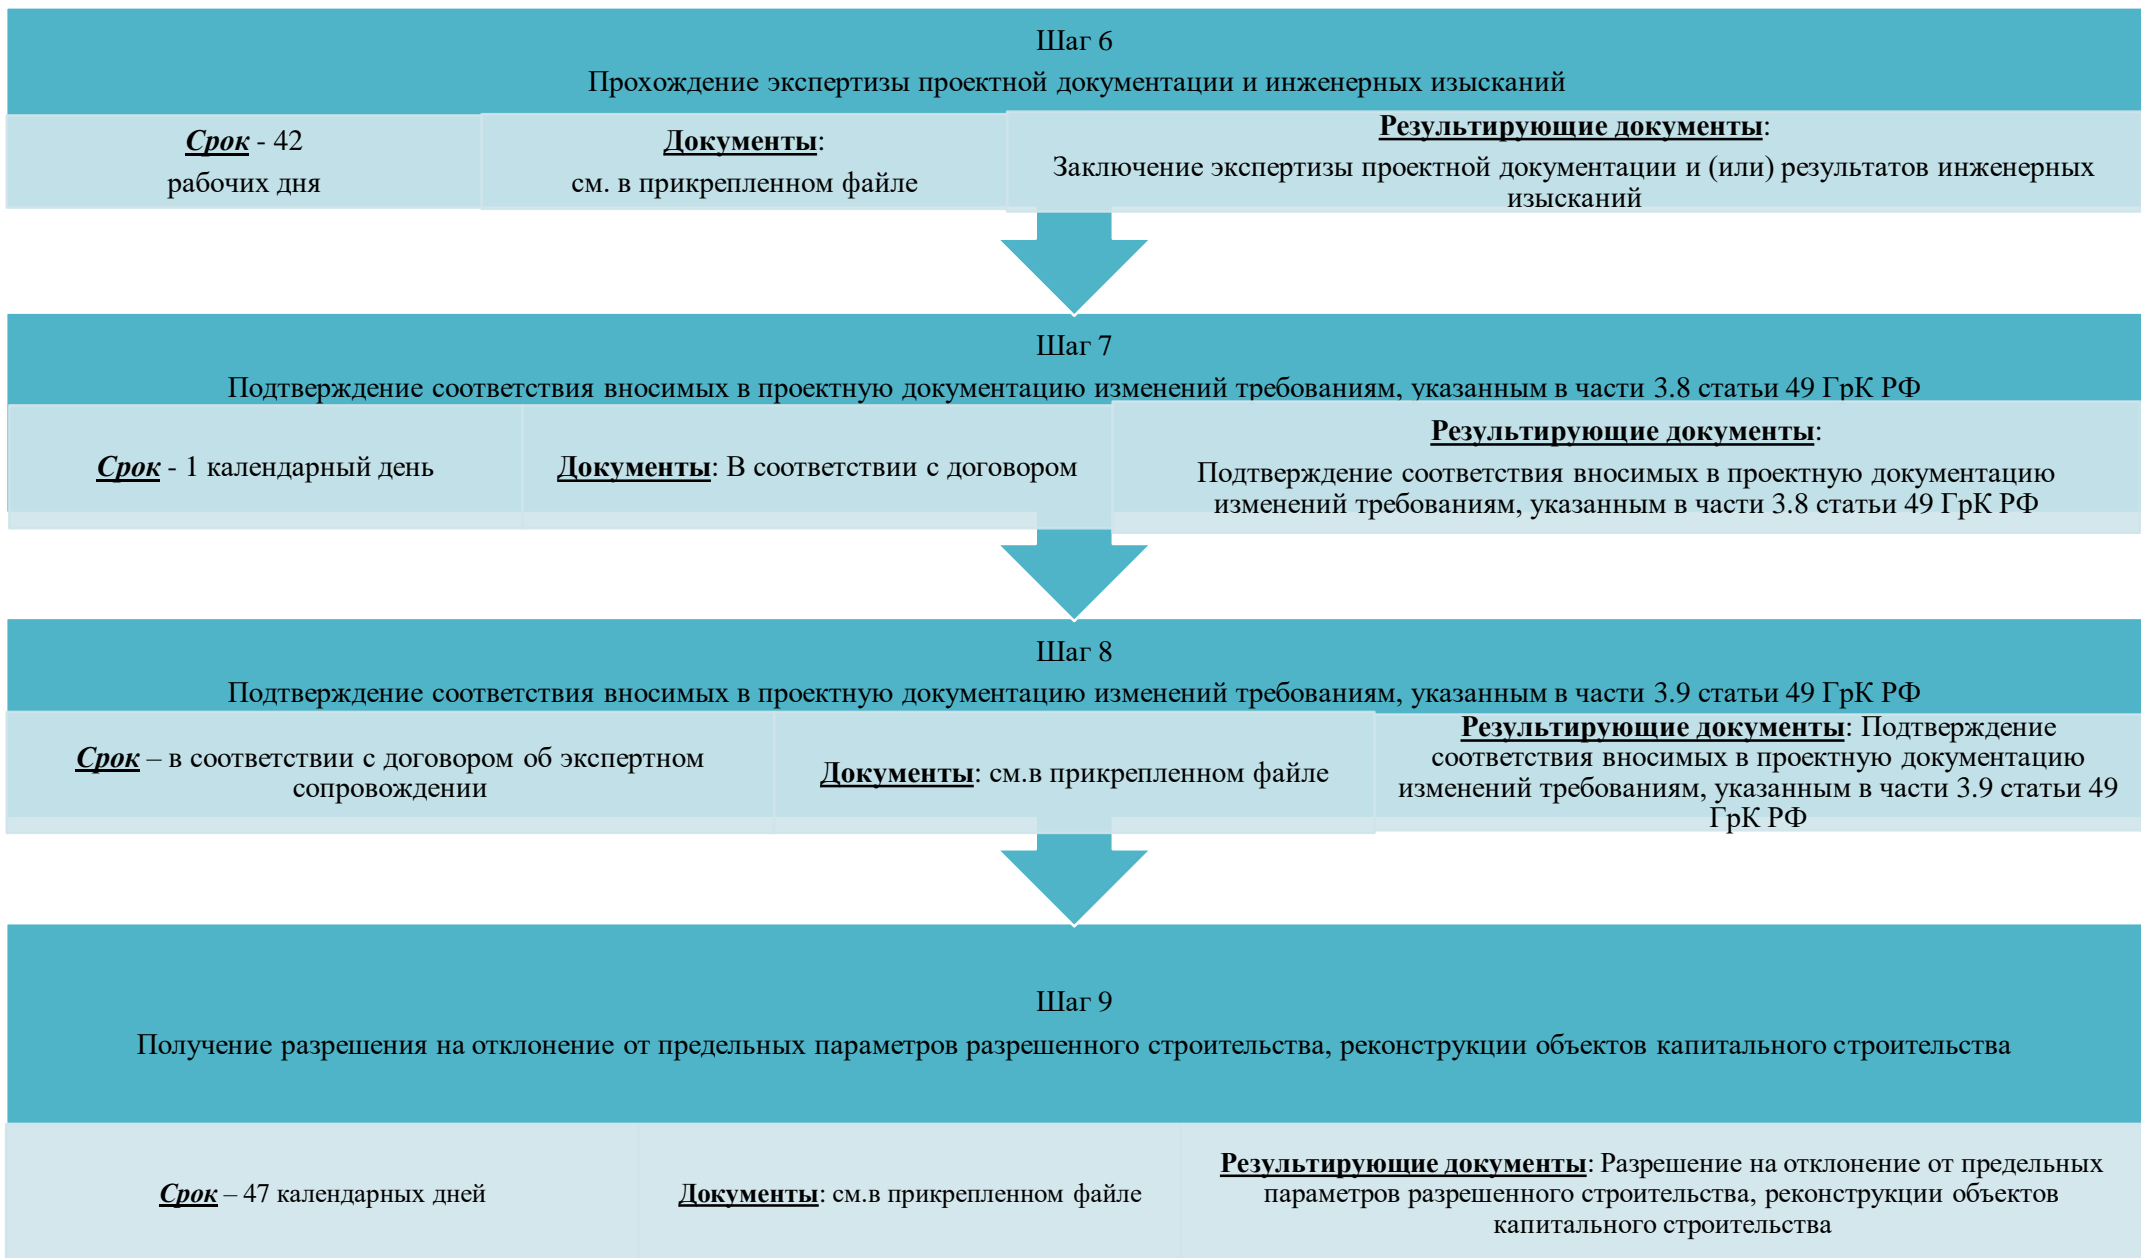 Шаг 6
Прохождение экспертизы проектной документации и инженерных изысканий
Срок - 42
рабочих дня
Документы:
см. в прикрепленном файле
Результирующие документы:
Заключение экспертизы проектной документации и (или) результатов инженерных
изысканий
Шаг 7
Подтверждение соответствия вносимых в проектную документацию изменений требованиям, указанным в части 3.8 статьи 49 ГрК РФ
Срок - 1 календарный день
Документы: В соответствии с договором
Результирующие документы:
Подтверждение соответствия вносимых в проектную документацию
изменений требованиям, указанным в части 3.8 статьи 49 ГрК РФ
Шаг 8
Подтверждение соответствия вносимых в проектную документацию изменений требованиям, указанным в части 3.9 статьи 49 ГрК РФ
Срок – в соответствии с договором об экспертном
сопровождении
Документы: см.в прикрепленном файле
Результирующие документы: Подтверждение
соответствия вносимых в проектную документацию
изменений требованиям, указанным в части 3.9 статьи 49
ГрК РФ
Шаг 9
Получение разрешения на отклонение от предельных параметров разрешенного строительства, реконструкции объектов капитального строительства
Срок – 47 календарных дней
Документы: см.в прикрепленном файле
Результирующие документы: Разрешение на отклонение от предельных
параметров разрешенного строительства, реконструкции объектов
капитального строительства